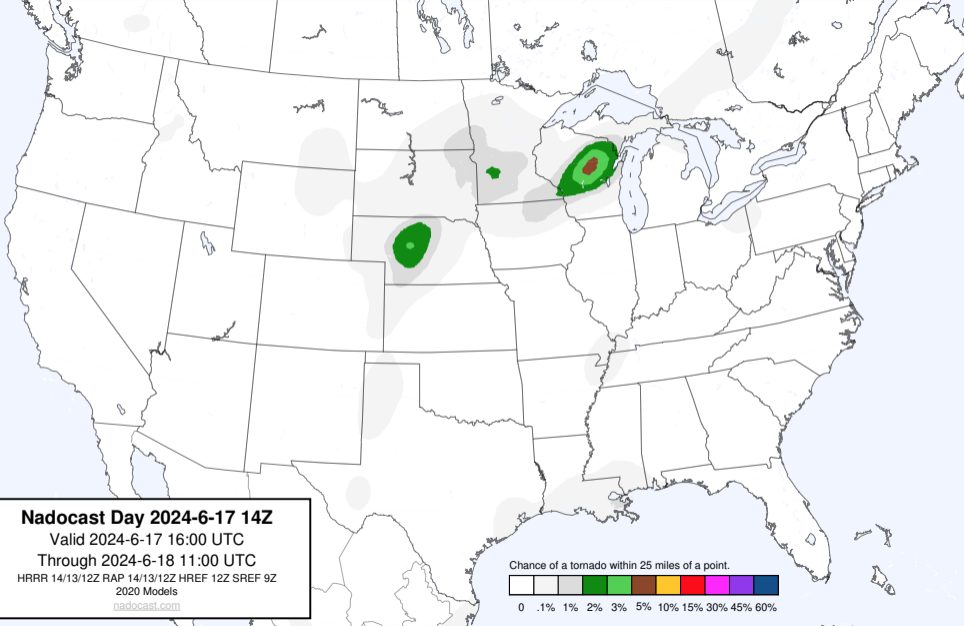 Nadocast Day 2024-6-17 14Z
Valid 2024-6-17 16:00 UTC
Through 2024-6-18 11:00 UTC
HRRR 14/13/12Z RAP 14/13/12Z HREF 12Z SREF 9Z
2020 Models
nadocast.com
Chance of a tornado within 25 miles of a point.
0 .1% 1% 2% 3% 5% 10% 15% 30% 45% 60%